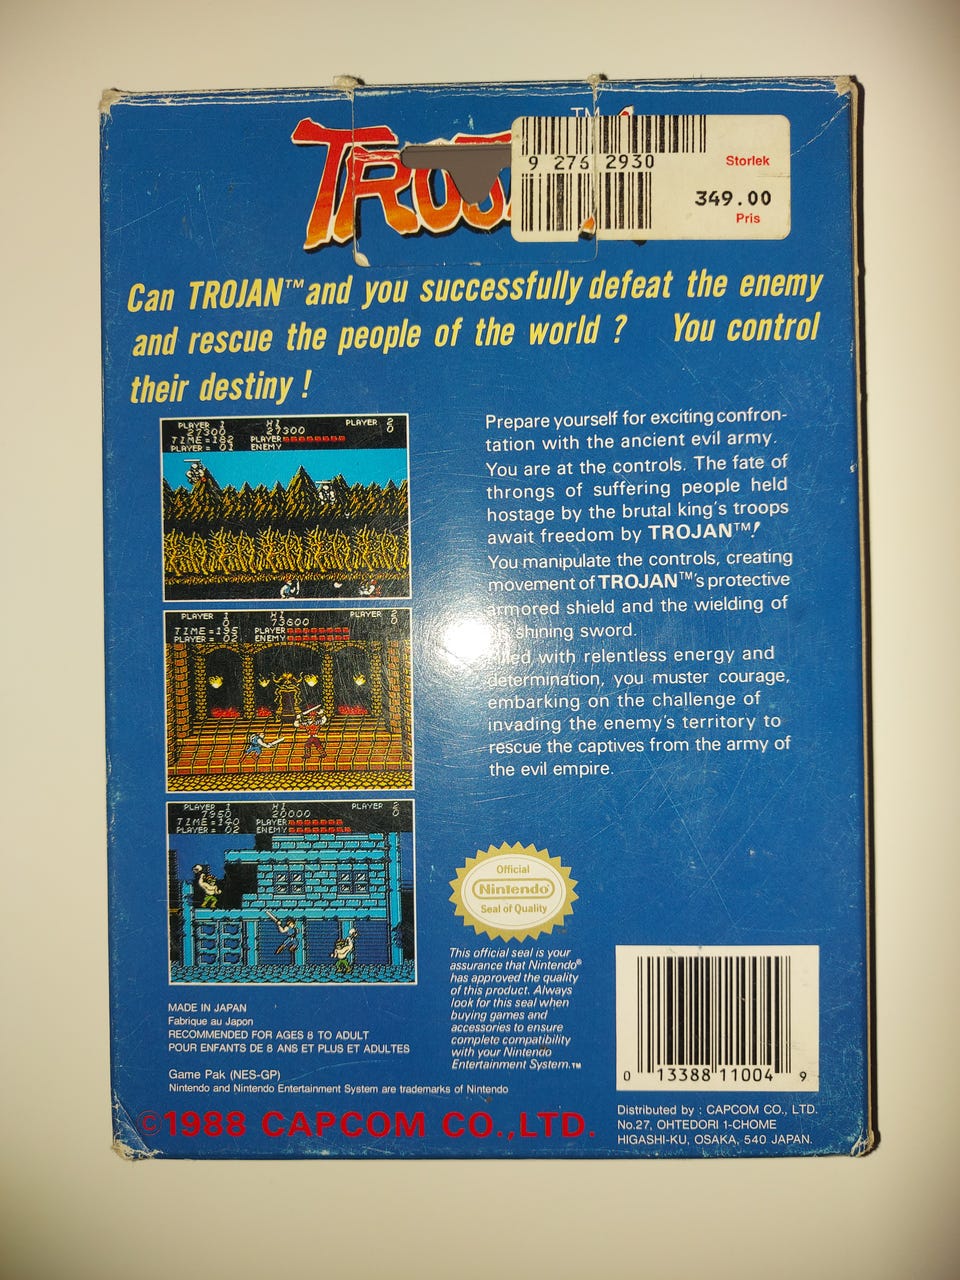 TROJ
TM
9 276 2930
Storlek
349.00
Pris
Can TROJAN™ and you successfully defeat the enemy
and rescue the people of the world ? You control
their destiny !
PLAYER 1 HI PLAYER 2
27300 27300 0
TIME=182 PLAYER
PLAYER= 01 ENEMY
PLAYER 1 HI PLAYER 2
0 73600 0
TIME=195 PLAYER
PLAYER= 02 ENEMY
PLAYER 1 HI PLAYER 2
7950 20000 0
TIME=140 PLAYER
PLAYER= 02 ENEMY
Prepare yourself for exciting confron-
tation with the ancient evil army.
You are at the controls. The fate of
throngs of suffering people held
hostage by the brutal king's troops
await freedom by TROJAN™!
You manipulate the controls, creating
movement of TROJAN™'s protective
armored shield and the wielding of
shining sword.
with relentless energy and
determination, you muster courage,
embarking on the challenge of
invading the enemy's territory to
rescue the captives from the army of
the evil empire.
Official
Nintendo®
Seal of Quality
This official seal is your
assurance that Nintendo®
has approved the quality
of this product. Always
look for this seal when
buying games and
accessories to ensure
complete compatibility
with your Nintendo
Entertainment System.™
MADE IN JAPAN
Fabrique au Japon
RECOMMENDED FOR AGES 8 TO ADULT
POUR ENFANTS DE 8 ANS ET PLUS ET ADULTES
Game Pak (NES-GP)
Nintendo and Nintendo Entertainment System are trademarks of Nintendo
©1988 CAPCOM CO.,LTD.
0 13388 11004 9
Distributed by : CAPCOM CO., LTD.
No.27, OHTEDORI 1-CHOME
HIGASHI-KU, OSAKA, 540 JAPAN.